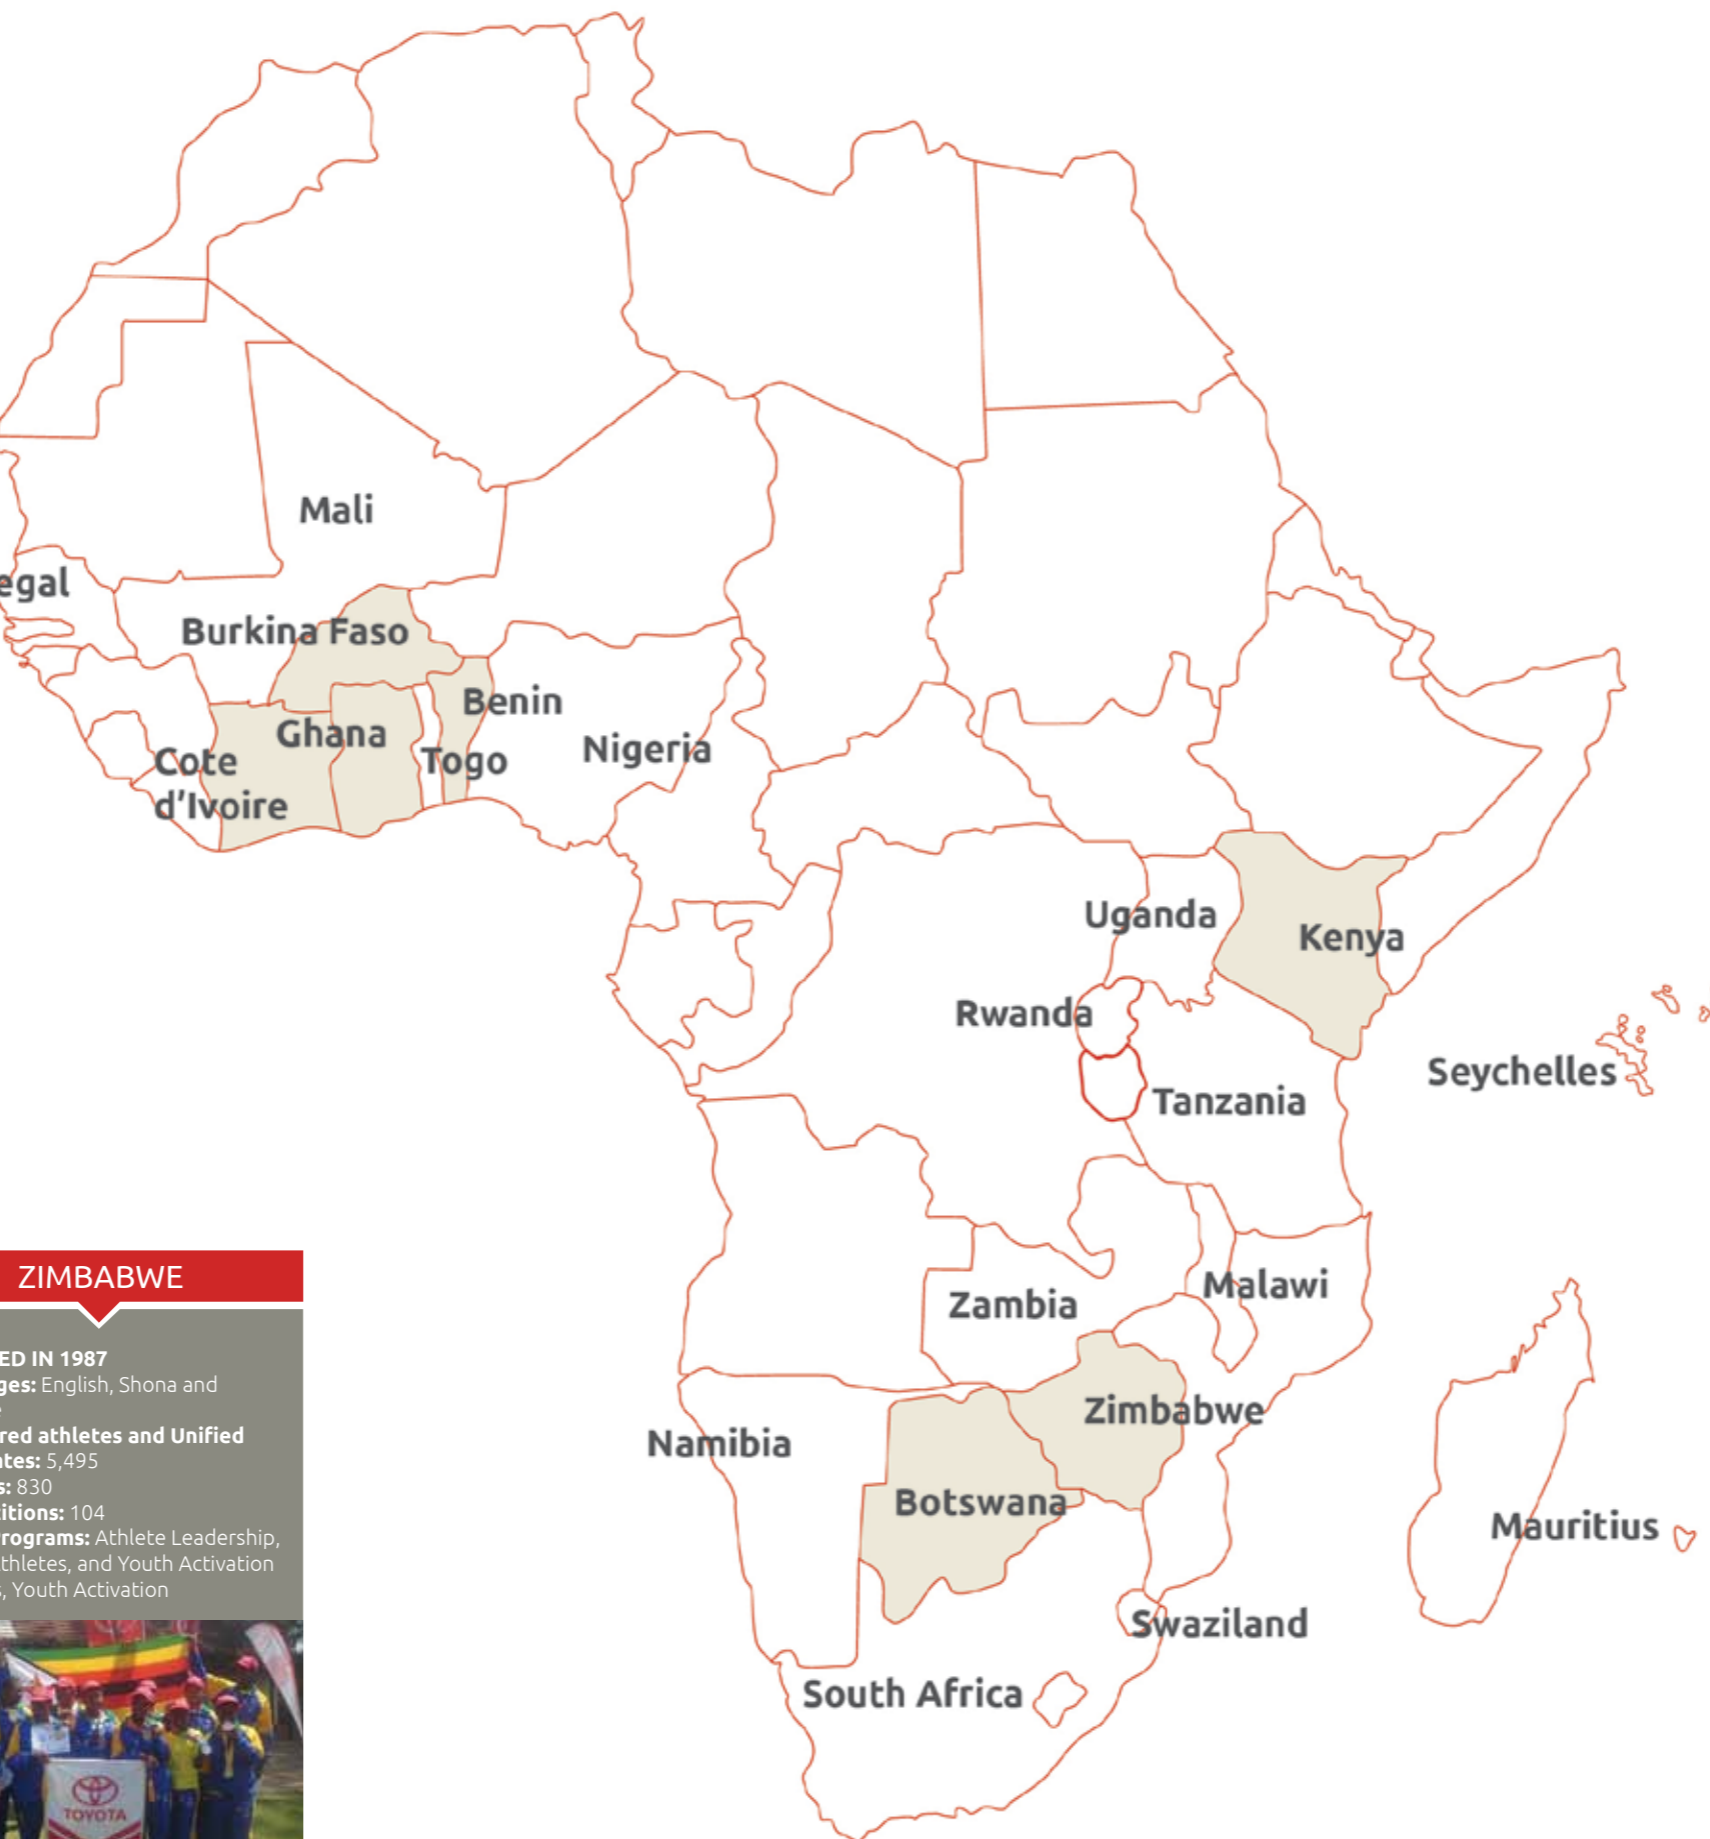 Mali
egal
Burkina Faso
Benin
Ghana
Nigeria
Cote
d'Ivoire
Togo
Uganda
Kenya
Rwanda
Seychelles
Tanzania
Malawi
Zambia
Zimbabwe
Namibia
Botswana
Mauritius
Swaziland
South Africa
ZIMBABWE
ED IN 1987
ges: English, Shona and
red athletes and Unified
ates: 5,495
s: 830
titions: 104
rograms: Athlete Leadership,
thletes, and Youth Activation
s, Youth Activation
TOYOTA